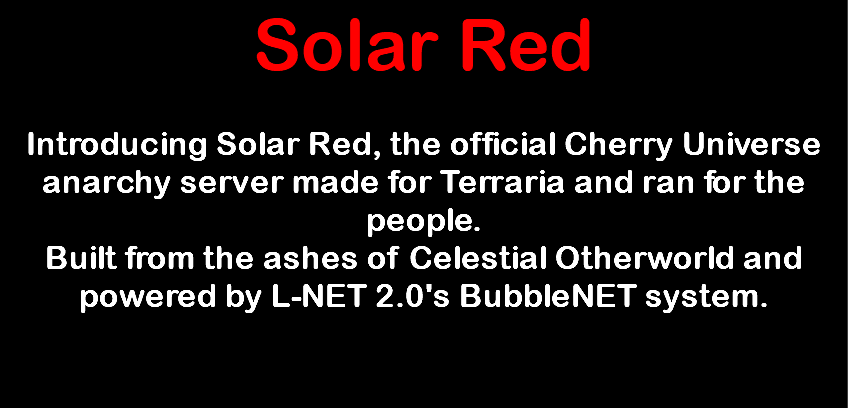 Solar Red
Introducing Solar Red, the official Cherry Universe
anarchy server made for Terraria and ran for the
people.
Built from the ashes of Celestial Otherworld and
powered by L-NET 2.0's BubbleNET system.